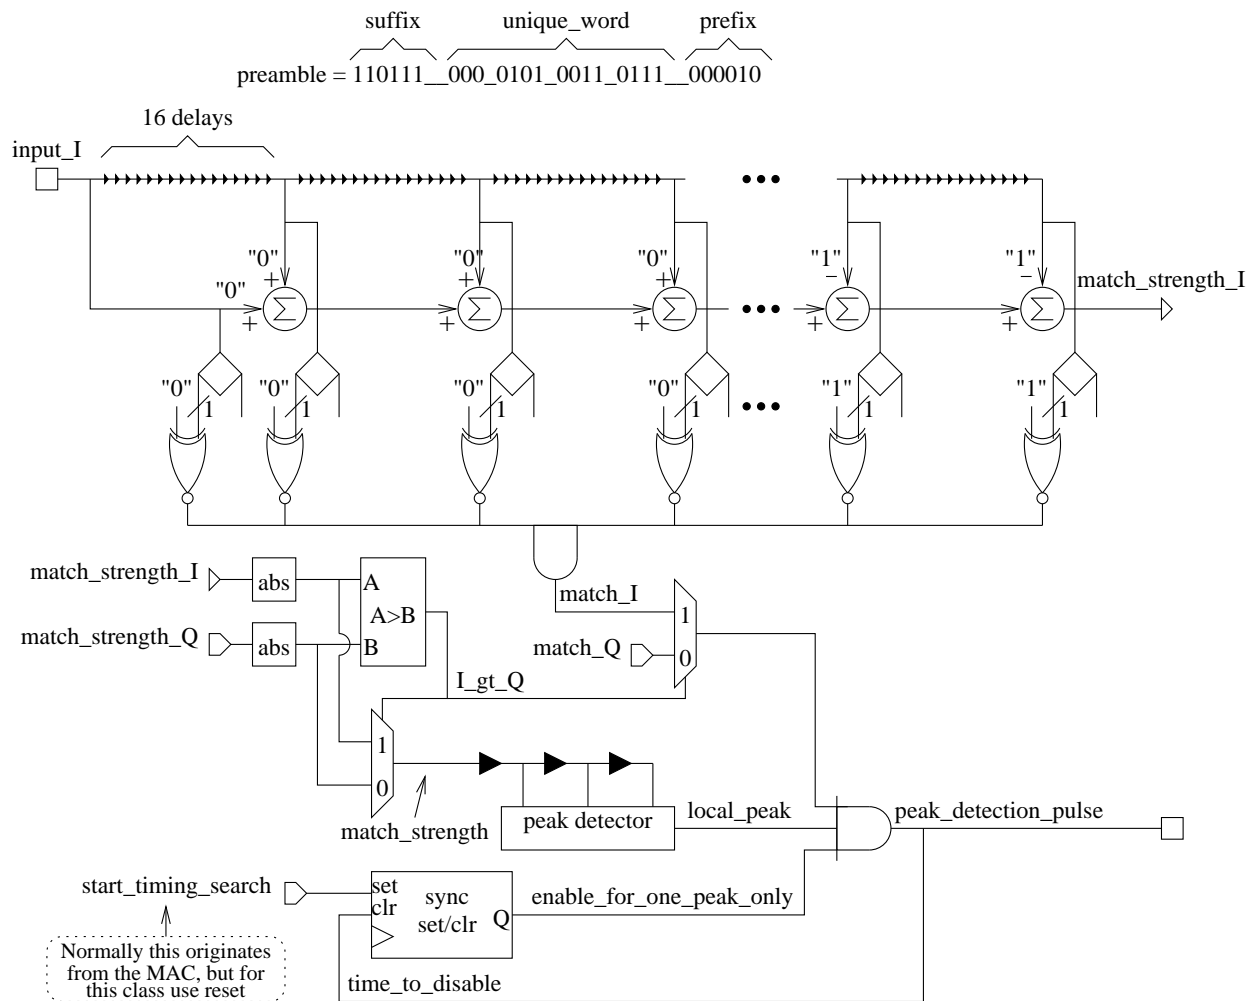 suffix unique_word prefix
preamble = 110111__000_0101_0011_0111__000010
16 delays
input_I
"0" "0" "0" "1" "1"
+ + + − −
"0"
match_strength_I
Σ Σ Σ Σ Σ
+ + + + +
"0" "0" "0" "0" "1" "1"
1 1 1 1 1 1
match_strength_I
abs
A
A>B
B
match_strength_Q
abs
match_I
1
match_Q
0
I_gt_Q
1
0
match_strength
peak detector
local_peak
peak_detection_pulse
start_timing_search
set
clr
sync
set/clr
Q
enable_for_one_peak_only
Normally this originates
from the MAC, but for
this class use reset
time_to_disable